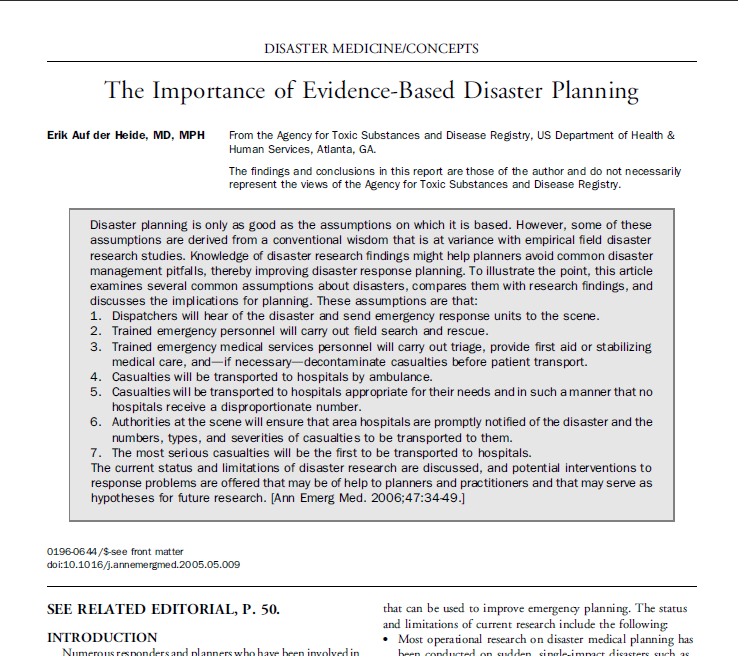 DISASTER MEDICINE/CONCEPTS
The Importance of Evidence-Based Disaster Planning
Erik Auf der Heide, MD, MPH
From the Agency for Toxic Substances and Disease Registry, US Department of Health &
Human Services, Atlanta, GA.
The findings and conclusions in this report are those of the author and do not necessarily
represent the views of the Agency for Toxic Substances and Disease Registry.
Disaster planning is only as good as the assumptions on which it is based. However, some of these
assumptions are derived from a conventional wisdom that is at variance with empirical field disaster
research studies. Knowledge of disaster research findings might help planners avoid common disaster
management pitfalls, thereby improving disaster response planning. To illustrate the point, this article
examines several common assumptions about disasters, compares them with research findings, and
discusses the implications for planning. These assumptions are that:
1. Dispatchers will hear of the disaster and send emergency response units to the scene.
2. Trained emergency personnel will carry out field search and rescue.
3. Trained emergency medical services personnel will carry out triage, provide first aid or stabilizing
medical care, and—if necessary—decontaminate casualties before patient transport.
4. Casualties will be transported to hospitals by ambulance.
5. Casualties will be transported to hospitals appropriate for their needs and in such a manner that no
hospitals receive a disproportionate number.
6. Authorities at the scene will ensure that area hospitals are promptly notified of the disaster and the
numbers, types, and severities of casualties to be transported to them.
7. The most serious casualties will be the first to be transported to hospitals.
The current status and limitations of disaster research are discussed, and potential interventions to
response problems are offered that may be of help to planners and practitioners and that may serve as
hypotheses for future research. [Ann Emerg Med. 2006;47:34-49.]
0196-0644/$-see front matter
doi:10.1016/j.annemergmed.2005.05.009
SEE RELATED EDITORIAL, P. 50.
INTRODUCTION
Numerous responders and planners who have been involved in
that can be used to improve emergency planning. The status
and limitations of current research include the following:
• Most operational research on disaster medical planning has
been conducted on sudden, single-impact disasters such as